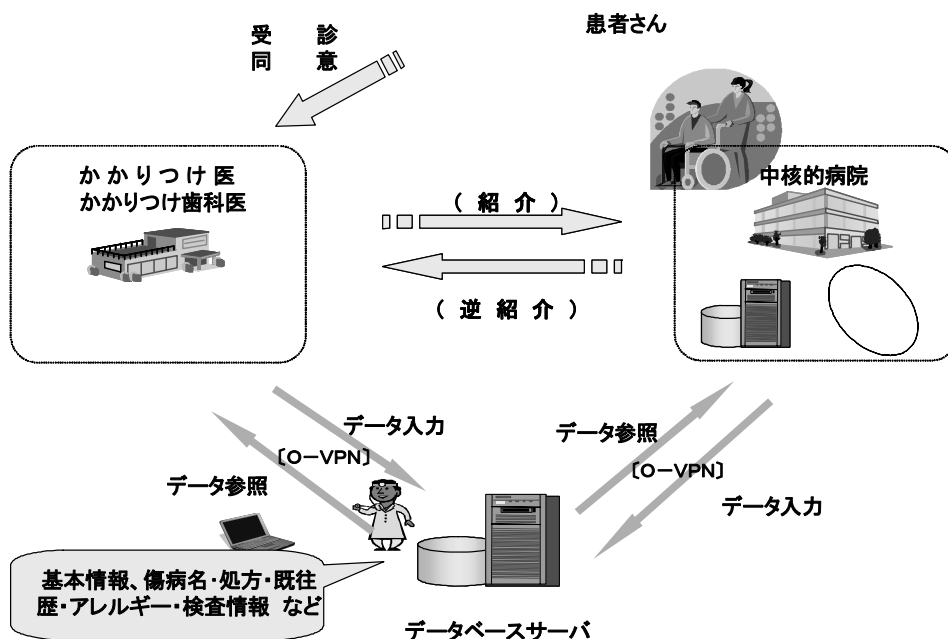 患者さん
受 診
同 意
かかりつけ医
かかりつけ歯科医
(紹介)
(逆紹介)
中核的病院
データ入力
[O-VPN]
データ参照
データ参照
[O-VPN]
データ入力
基本情報、傷病名・処方・既往
歴・アレルギー・検査情報 など
データベースサーバ